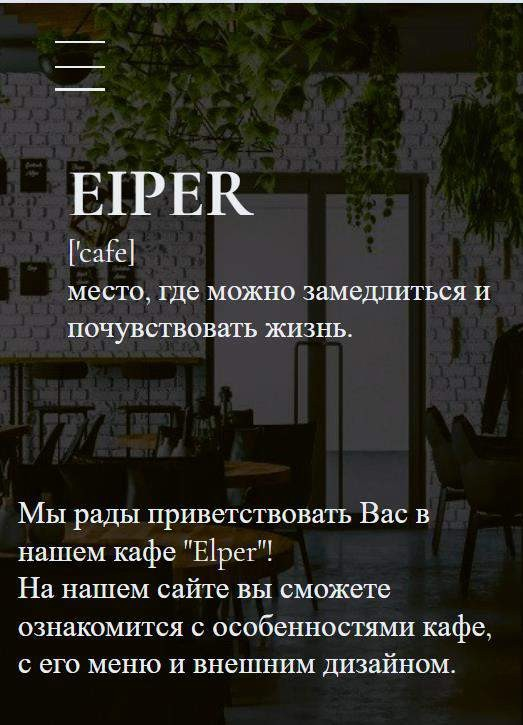 EIPER
['cafe]
место, где можно замедлиться и
почувствовать жизнь.
Мы рады приветствовать Вас в
нашем кафе "Elper"!
На нашем сайте вы сможете
ознакомится с особенностями кафе,
с его меню и внешним дизайном.